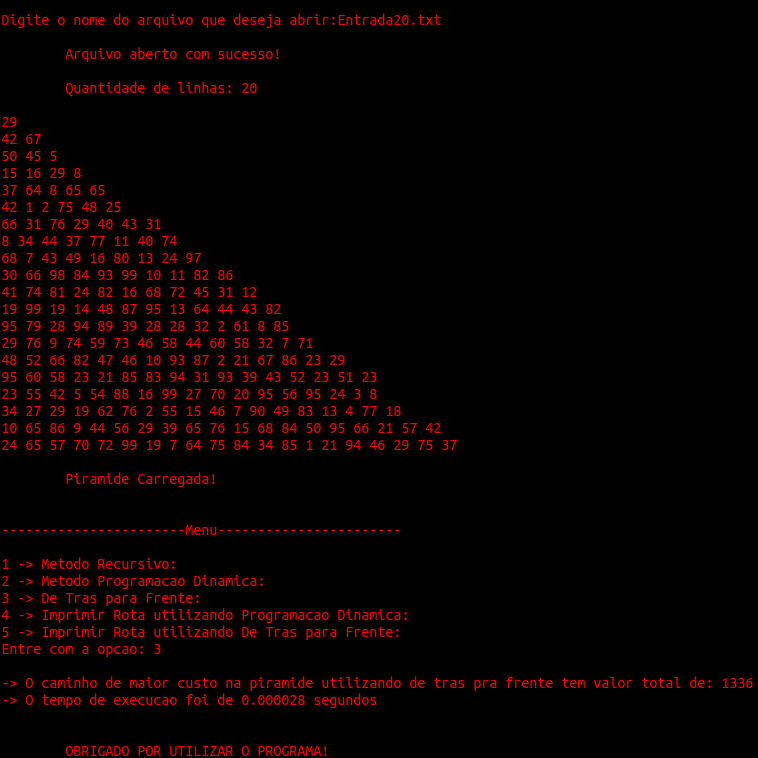 Digite o nome do arquivo que deseja abrir:Entrada20.txt
Arquivo aberto com sucesso!
Quantidade de linhas: 20
29
42 67
50 45 5
15 16 29 8
37 64 8 65 65
42 1 2 75 48 25
66 31 76 29 40 43 31
8 34 44 37 77 11 40 74
68 7 43 49 16 80 13 24 97
30 66 98 84 93 99 10 11 82 86
41 74 81 24 82 16 68 72 45 31 12
19 99 19 14 48 87 95 13 64 44 43 82
95 79 28 94 89 39 28 28 32 2 61 8 85
29 76 9 74 59 73 46 58 44 60 58 32 7 71
48 52 66 82 47 46 10 93 87 2 21 67 86 23 29
95 60 58 23 21 85 83 94 31 93 39 43 52 23 51 23
23 55 42 5 54 88 16 99 27 70 20 95 56 95 24 3 8
34 27 29 19 62 76 2 55 15 46 7 90 49 83 13 4 77 18
10 65 86 9 44 56 29 39 65 76 15 68 84 50 95 66 21 57 42
24 65 57 70 72 99 19 7 64 75 84 34 85 1 21 94 46 29 75 37
Piramide Carregada!
-----------------------Menu-----------------------
1 -> Metodo Recursivo:
2 -> Metodo Programacao Dinamica:
3 -> De Tras para Frente:
4 -> Imprimir Rota utilizando Programacao Dinamica:
5 -> Imprimir Rota utilizando De Tras para Frente:
Entre com a opcao: 3
-> O caminho de maior custo na piramide utilizando de tras pra frente tem valor total de: 1336
-> O tempo de execucao foi de 0.000028 segundos
OBRIGADO POR UTILIZAR O PROGRAMA!